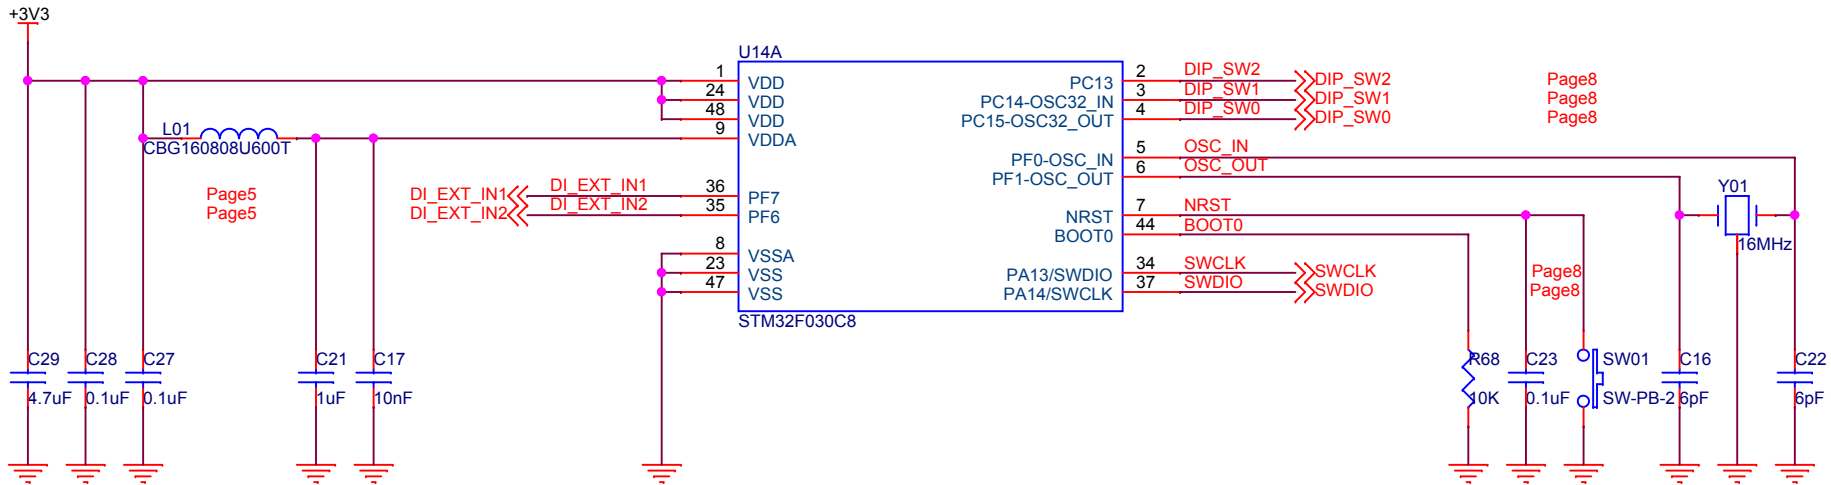 +3V3
U14A
1 VDD
24 VDD
48 VDD
9 VDDA
L01
CBG160808U600T
Page5
Page5
DI_EXT_IN1 DI_EXT_IN1 36 PF7
DI_EXT_IN2 DI_EXT_IN2 35 PF6
8 VSSA
23 VSS
47 VSS
PC13 2 DIP_SW2 DIP_SW2 Page8
PC14-OSC32_IN 3 DIP_SW1 DIP_SW1 Page8
PC15-OSC32_OUT 4 DIP_SW0 DIP_SW0 Page8
PF0-OSC_IN 5 OSC_IN
PF1-OSC_OUT 6 OSC_OUT
Y01
16MHz
NRST 7 NRST
BOOT0 44 BOOT0
PA13/SWDIO 34 SWCLK SWCLK Page8
PA14/SWCLK 37 SWDIO SWDIO Page8
STM32F030C8
C29 C28 C27 C21 C17 R68 C23 SW01 C16 C22
4.7uF 0.1uF 0.1uF 1uF 10nF 10K 0.1uF SW-PB-2 6pF 6pF